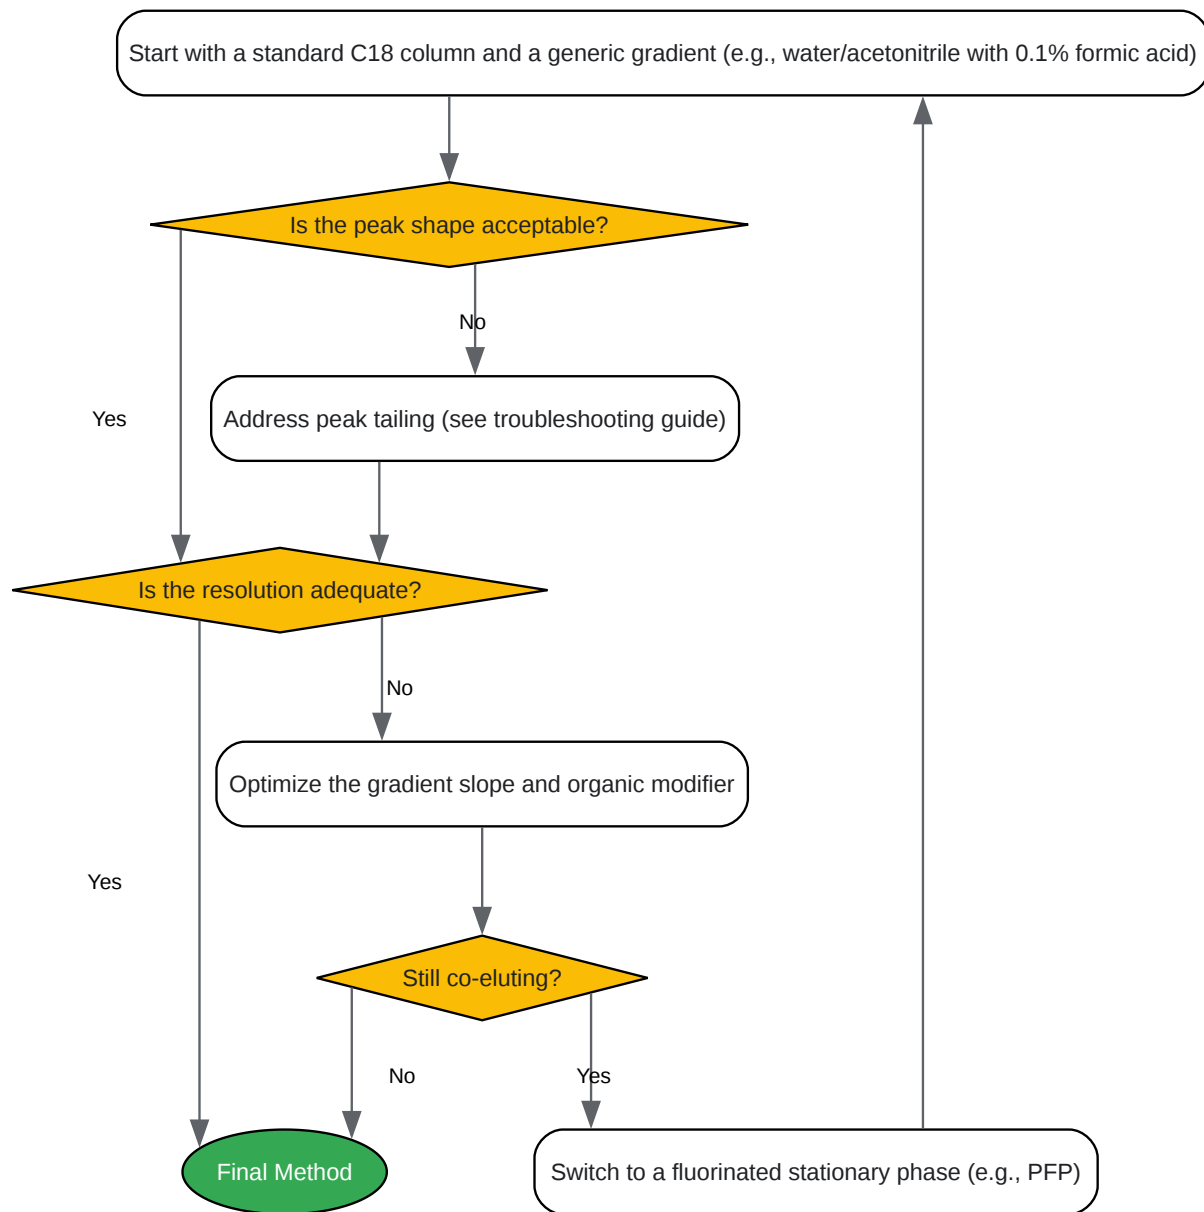 Start with a standard C18 column and a generic gradient (e.g., water/acetonitrile with 0.1% formic acid)
Is the peak shape acceptable?
No
Yes
Address peak tailing (see troubleshooting guide)
Is the resolution adequate?
No
Optimize the gradient slope and organic modifier
Yes
Still co-eluting?
No
Yes
Final Method
Switch to a fluorinated stationary phase (e.g., PFP)